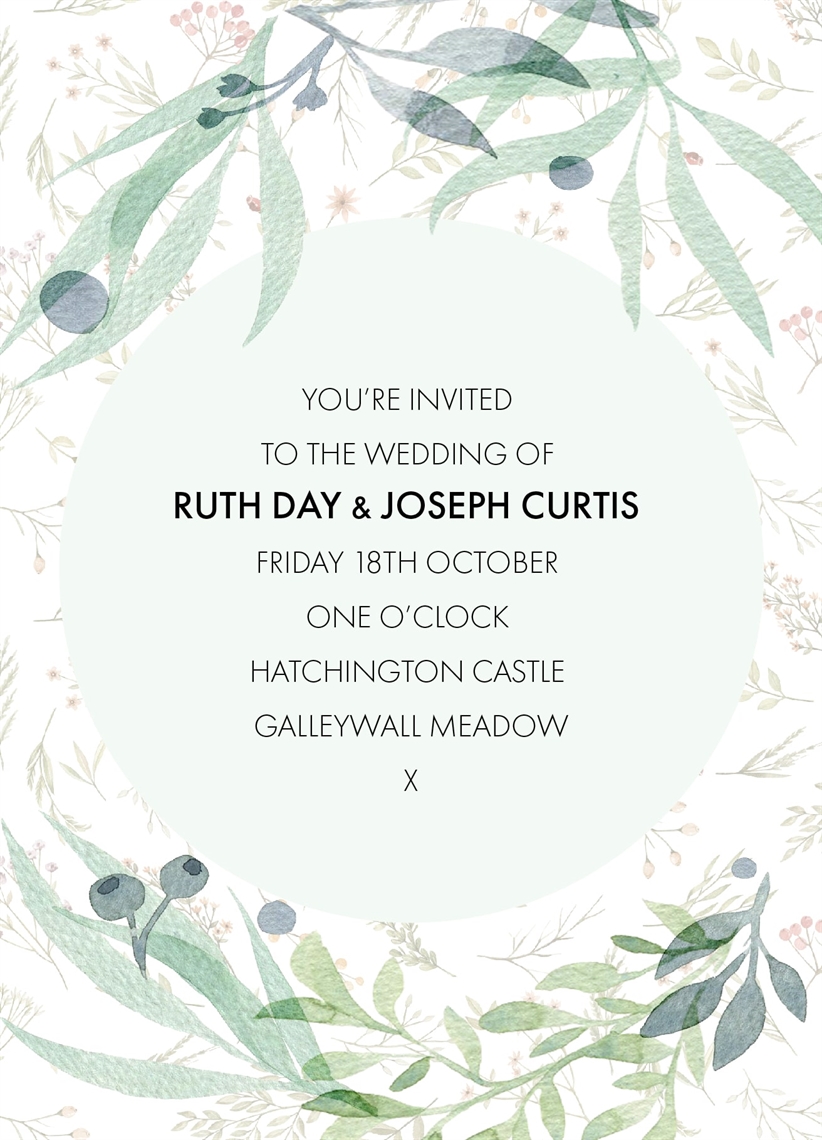 YOU'RE INVITED
TO THE WEDDING OF
RUTH DAY & JOSEPH CURTIS
FRIDAY 18TH OCTOBER
ONE O'CLOCK
HATCHINGTON CASTLE
GALLEYWALL MEADOW
X